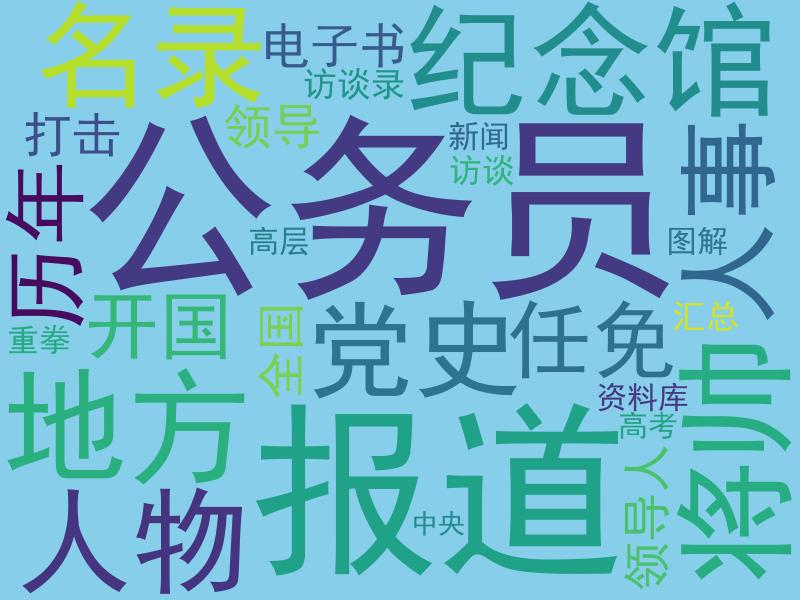 名录
电子书
纪念馆
访谈录
打击
领导
公务员
新闻
访谈
人事
历年
高层
图解
开国
重拳
全国
党史
任免
汇总
地方
报道
资料库
高考
将帅
人物
中央
领导人